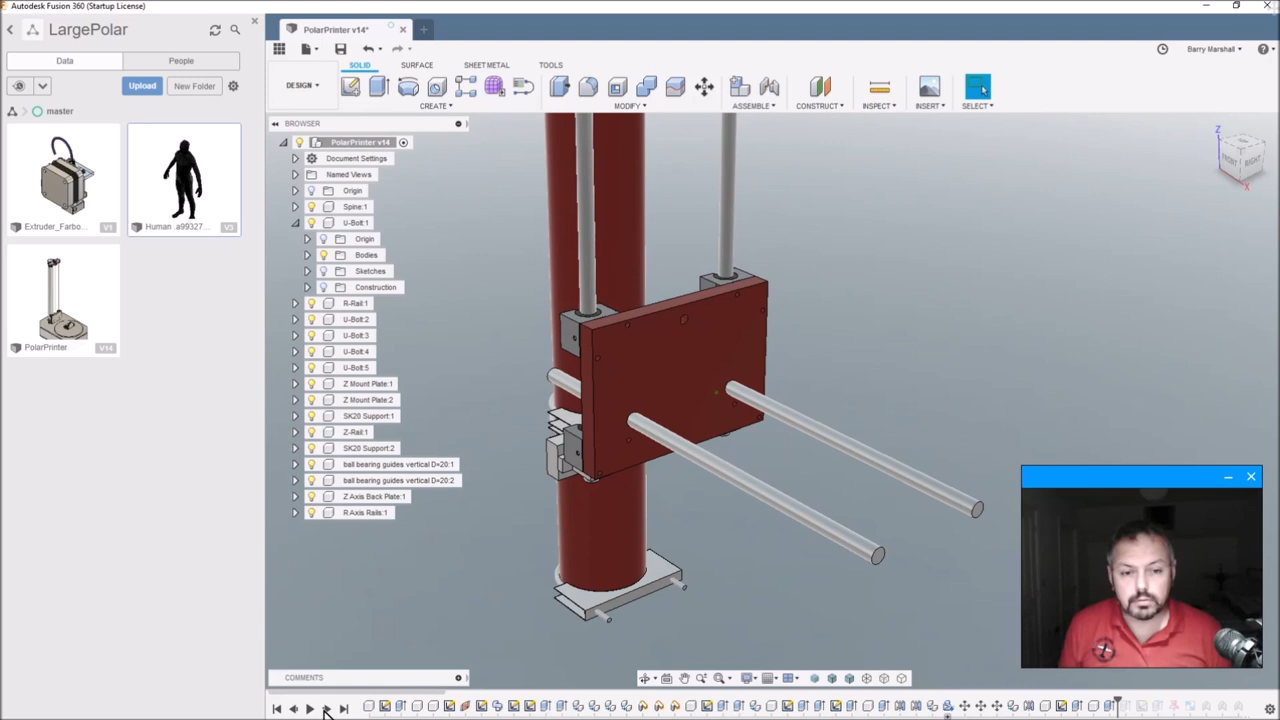 Autodesk Fusion 360 (Startup License)
LargePolar
Data
People
Upload
New Folder
master
Extruder_Farbo...
V1
Human .a99327...
V3
PolarPrinter
V14
PolarPrinter v14*
Barry Marshall
DESIGN
SOLID
SURFACE
SHEET METAL
TOOLS
CREATE
MODIFY
ASSEMBLE
CONSTRUCT
INSPECT
INSERT
SELECT
BROWSER
PolarPrinter v14
Document Settings
Named Views
Origin
Spine:1
U-Bolt:1
Origin
Bodies
Sketches
Construction
R-Rail:1
U-Bolt:2
U-Bolt:3
U-Bolt:4
U-Bolt:5
Z Mount Plate:1
Z Mount Plate:2
SK20 Support:1
Z-Rail:1
SK20 Support:2
ball bearing guides vertical D=20:1
ball bearing guides vertical D=20:2
Z Axis Back Plate:1
R Axis Rails:1
Z
FRONT
RIGHT
X
COMMENTS